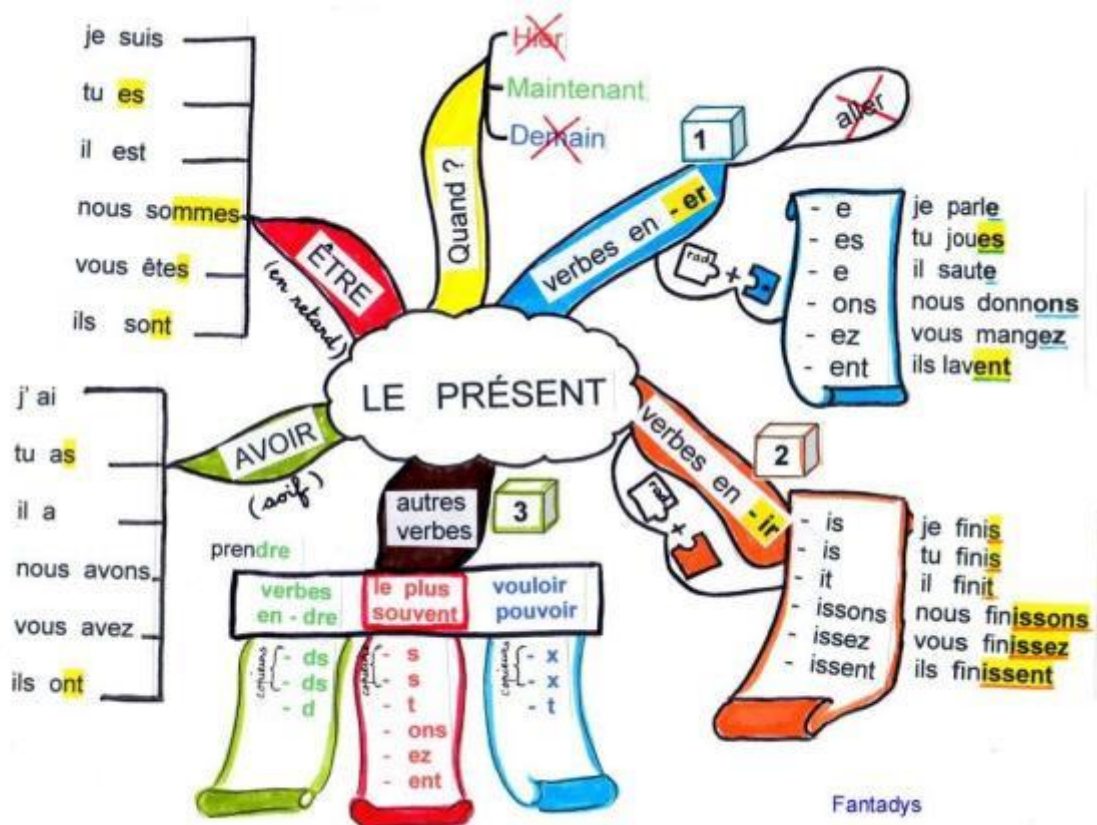 LE PRÉSENT
Quand ?
Hier
Maintenant
Demain
1
verbes en - er
aller
rad
+
- e
- es
- e
- ons
- ez
- ent
je parle
tu joues
il saute
nous donnons
vous mangez
ils lavent
2
verbes en - ir
rad
+
- is
- is
- it
- issons
- issez
- issent
je finis
tu finis
il finit
nous finissons
vous finissez
ils finissent
3
autres
verbes
prendre
verbes
en - dre
- ds
- ds
- d
copieurs
le plus
souvent
- s
- s
- t
- ons
- ez
- ent
copieurs
vouloir
pouvoir
- x
- x
- t
copieurs
AVOIR
(soif)
j' ai
tu as
il a
nous avons
vous avez
ils ont
ÊTRE
(en retard)
je suis
tu es
il est
nous sommes
vous êtes
ils sont
Fantadys